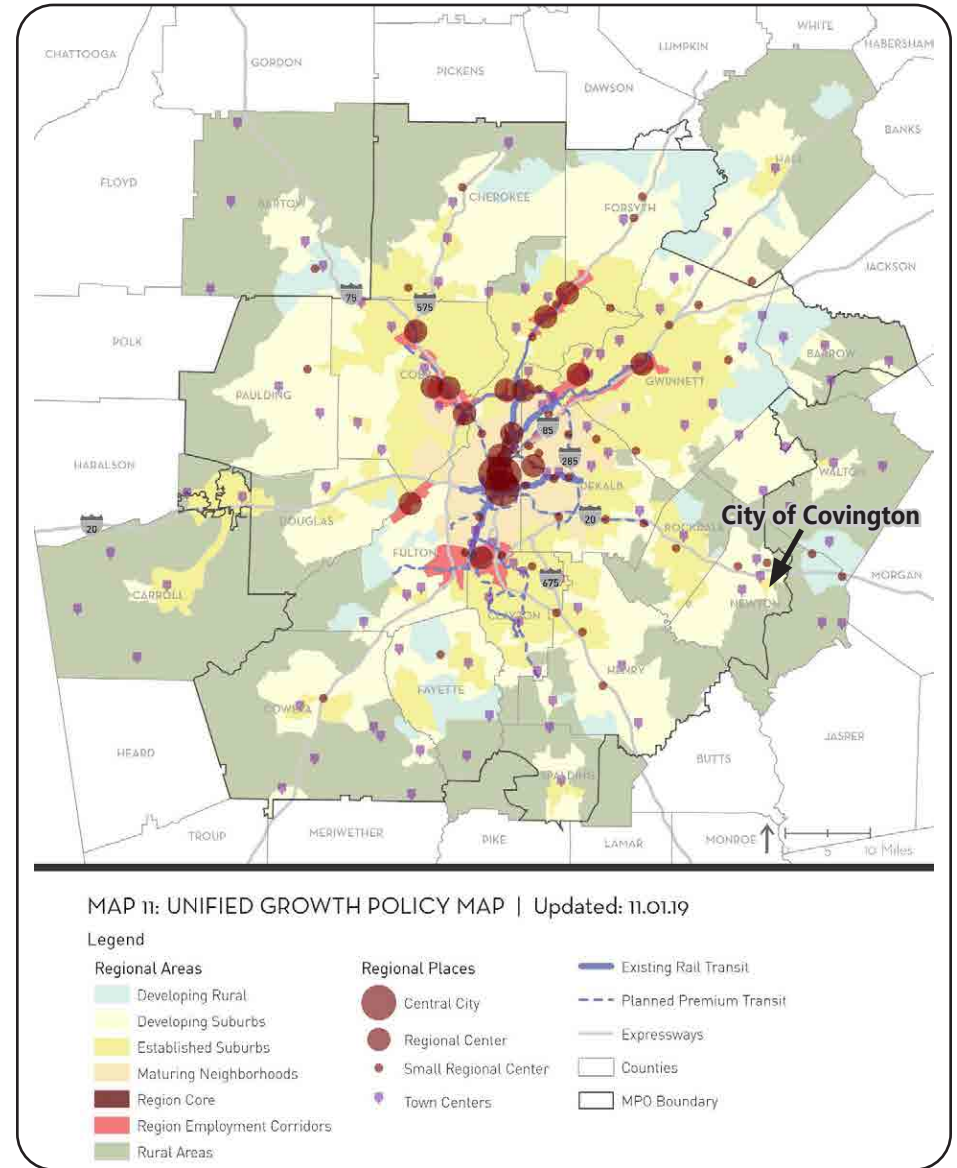 WHITE
CHATTOOGA
LUMPKIN
HABERSHAM
GORDON
PICKENS
DAWSON
BANKS
HALL
FLOYD
CHEROKEE
BARTOW
FORSYTH
JACKSON
75
575
POLK
BARROW
COBB
GWINNETT
PAULDING
85
HARALSON
285
WALTON
DEKALB
20
DOUGLAS
20
ROCKDALE
City of Covington
FULTON
MORGAN
675
CARROLL
NEWTON
CLAYTON
HENRY
FAYETTE
COWETA
JASPER
HEARD
BUTTS
SPALDING
TROUP
MERIWETHER
PIKE
LAMAR
MONROE
0 5 10 Miles
MAP 11: UNIFIED GROWTH POLICY MAP | Updated: 11.01.19
Legend
Regional Areas
Developing Rural
Developing Suburbs
Established Suburbs
Maturing Neighborhoods
Region Core
Region Employment Corridors
Rural Areas
Regional Places
Central City
Regional Center
Small Regional Center
Town Centers
Existing Rail Transit
Planned Premium Transit
Expressways
Counties
MPO Boundary